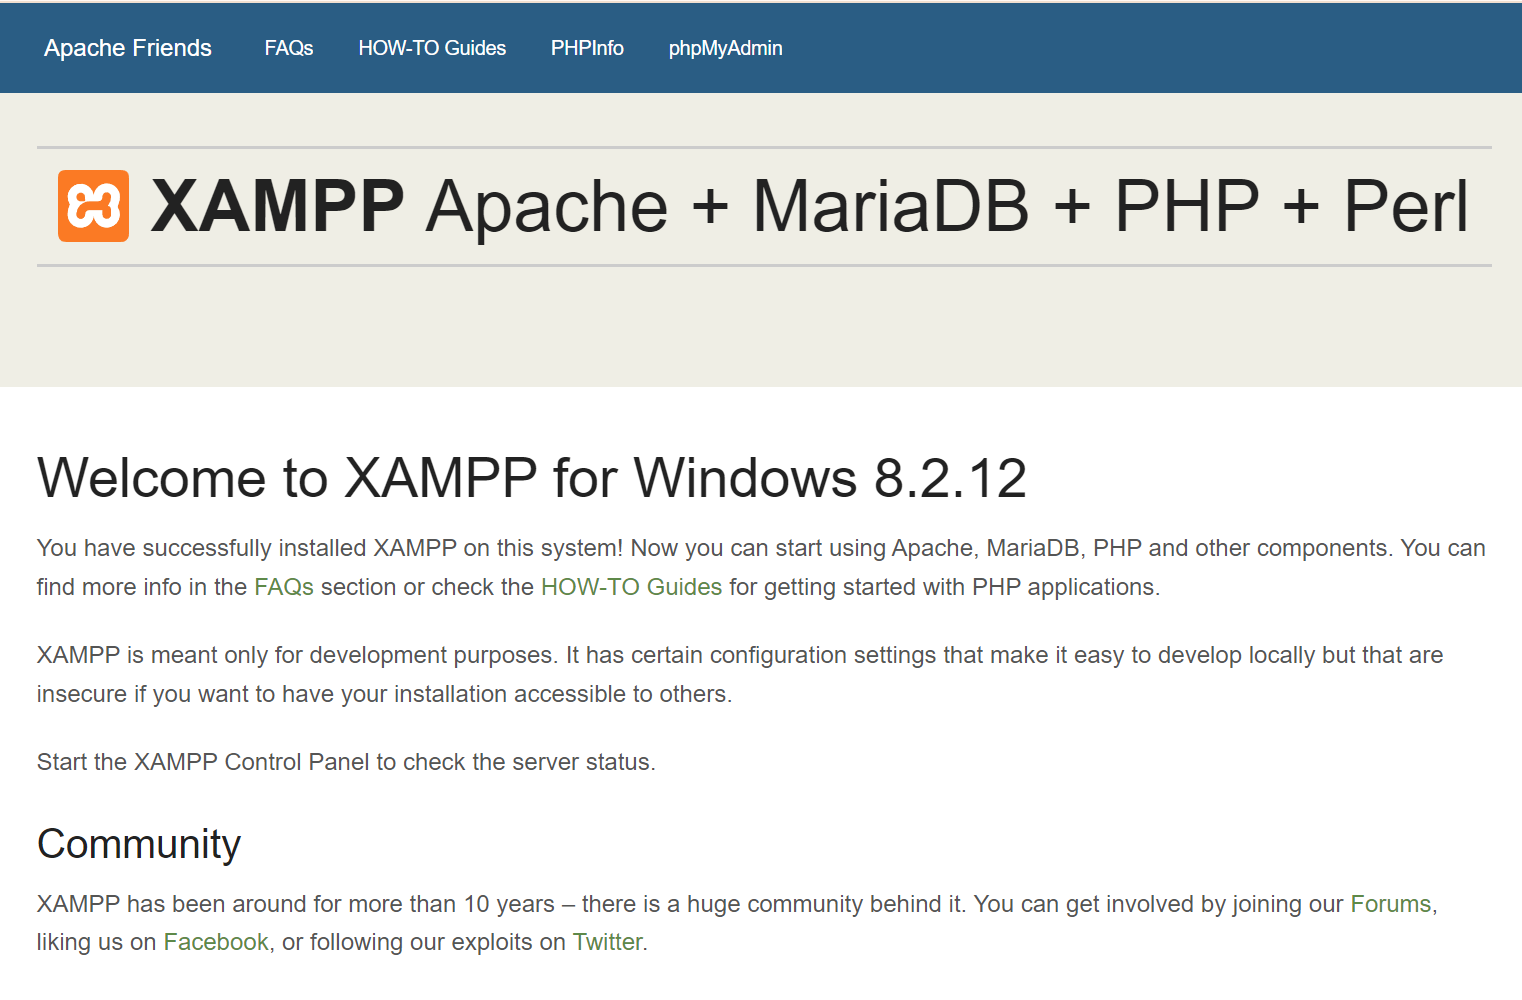 Apache Friends FAQs HOW-TO Guides PHPInfo phpMyAdmin
XAMPP Apache + MariaDB + PHP + Perl
Welcome to XAMPP for Windows 8.2.12
You have successfully installed XAMPP on this system! Now you can start using Apache, MariaDB, PHP and other components. You can
find more info in the FAQs section or check the HOW-TO Guides for getting started with PHP applications.
XAMPP is meant only for development purposes. It has certain configuration settings that make it easy to develop locally but that are
insecure if you want to have your installation accessible to others.
Start the XAMPP Control Panel to check the server status.
Community
XAMPP has been around for more than 10 years – there is a huge community behind it. You can get involved by joining our Forums,
liking us on Facebook, or following our exploits on Twitter.